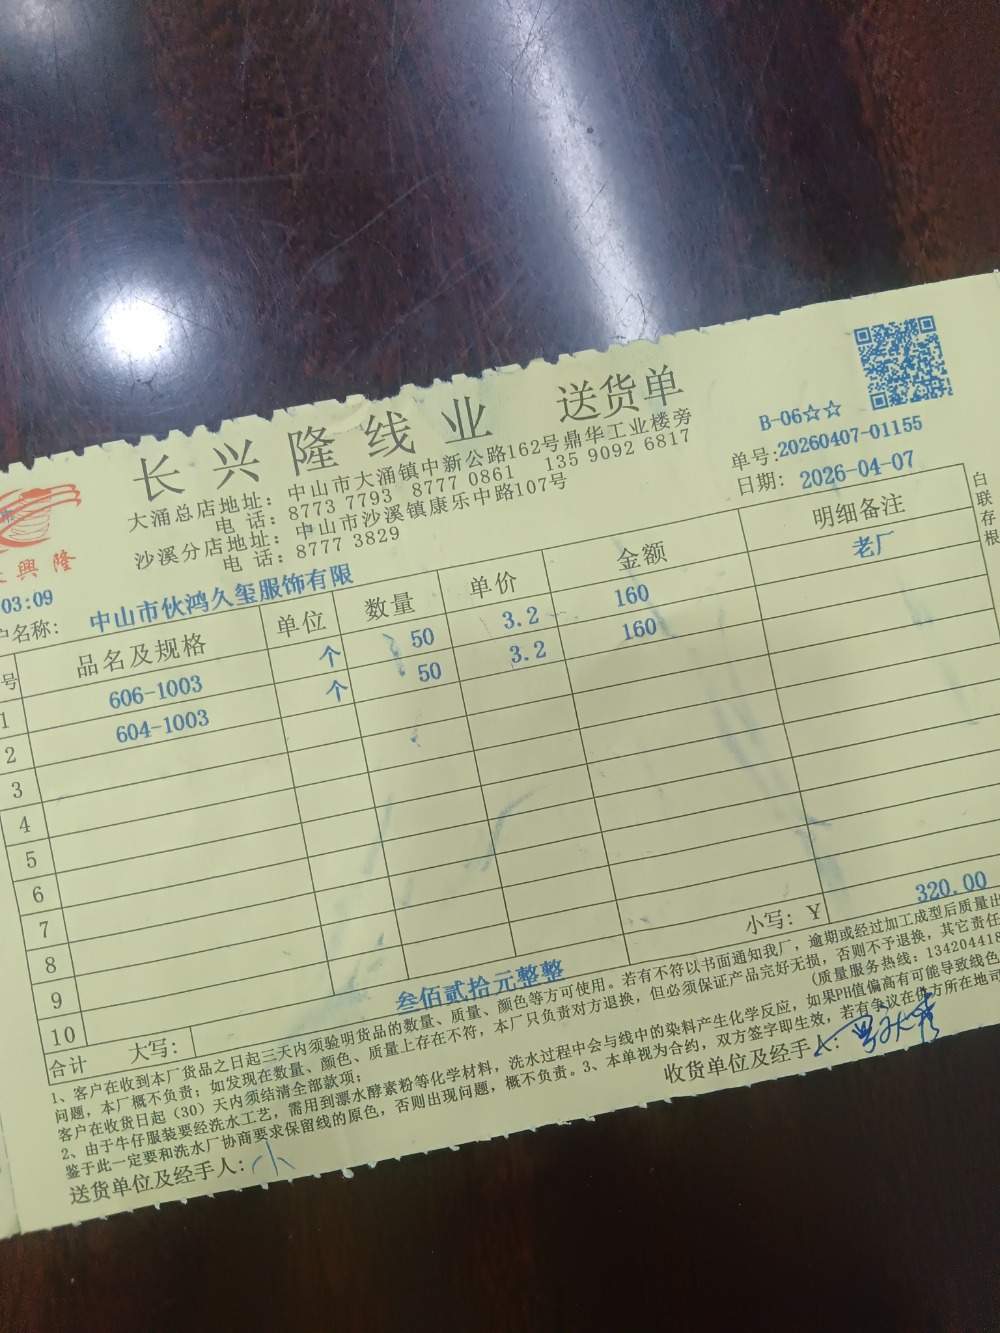 长兴隆线业 送货单
B-06☆☆
大涌总店地址：中山市大涌镇中新公路162号鼎华工业楼旁
电 话：8773 7793 8777 0861 135 9092 6817
单号:20260407-01155
沙溪分店地址：中山市沙溪镇康乐中路107号
电 话：8777 3829
日期: 2026-04-07
興隆
03:09
户名称: 中山市伙鸿久玺服饰有限
号 品名及规格 单位 数量 单价 金额 明细备注
1 606-1003 个 50 3.2 160 老厂
2 604-1003 个 50 3.2 160
3
4
5
6
7
8
9
10
合计 大写: 叁佰贰拾元整整 小写: Y 320.00
1、客户在收到本厂货品之日起三天内须验明货品的数量、质量、颜色等方可使用。若有不符以书面通知我厂，逾期或经过加工成型后质量出
问题，本厂概不负责；如发现在数量、颜色、质量上存在不符，本厂只负责对方退换，但必须保证产品完好无损，否则不予退换，其它责任
客户在收货日起（30）天内须结清全部款项；
(质量服务热线：13420441８
2、由于牛仔服装要经洗水工艺，需用到漂水酵素粉等化学材料，洗水过程中会与线中的染料产生化学反应，如果PH值偏高有可能导致线色
鉴于此一定要和洗水厂协商要求保留线的原色，否则出现问题，概不负责。3、本单视为合约，双方签字即生效，若有争议在供方所在地司
送货单位及经手人: 小
收货单位及经手人:
白联存根